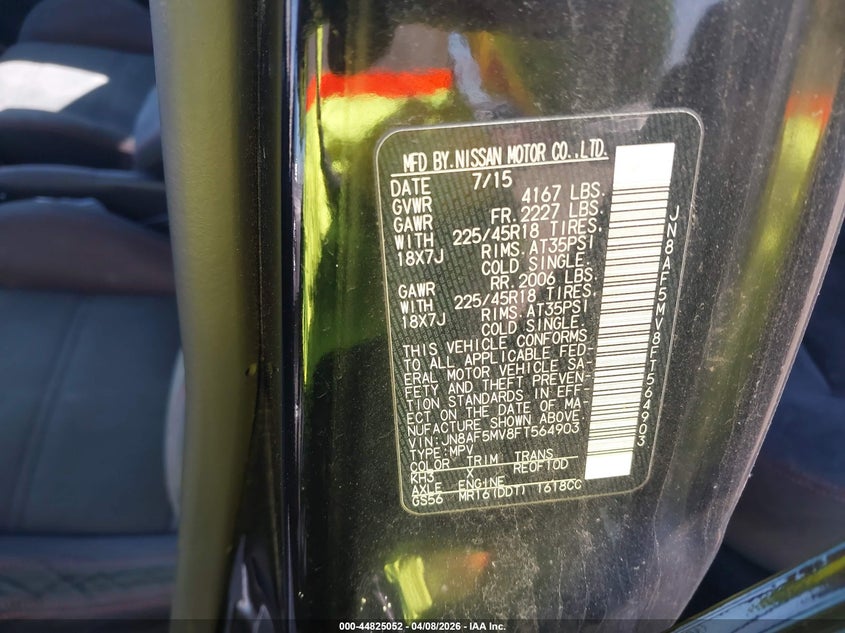 MFD BY.NISSAN MOTOR CO.,LTD.
DATE 7/15
GVWR 4167 LBS.
GAWR FR. 2227 LBS.
WITH 225/45R18 TIRES.
18X7J RIMS. AT35PSI
COLD SINGLE.
GAWR RR. 2006 LBS.
WITH 225/45R18 TIRES.
18X7J RIMS. AT35PSI
COLD SINGLE.
THIS VEHICLE CONFORMS
TO ALL APPLICABLE FED-
ERAL MOTOR VEHICLE SA-
FETY AND THEFT PREVEN-
TION STANDARDS IN EFF-
ECT ON THE DATE OF MA-
NUFACTURE SHOWN ABOVE.
VIN: JN8AF5MV8FT564903
TYPE: MPV
COLOR TRIM TRANS
KH3 X RE0F10D
AXLE ENGINE
GS56 MR16(DDT) 1618CC
JN8AF5MV8FT564903
000-44825052 - 04/08/2026 - IAA Inc.